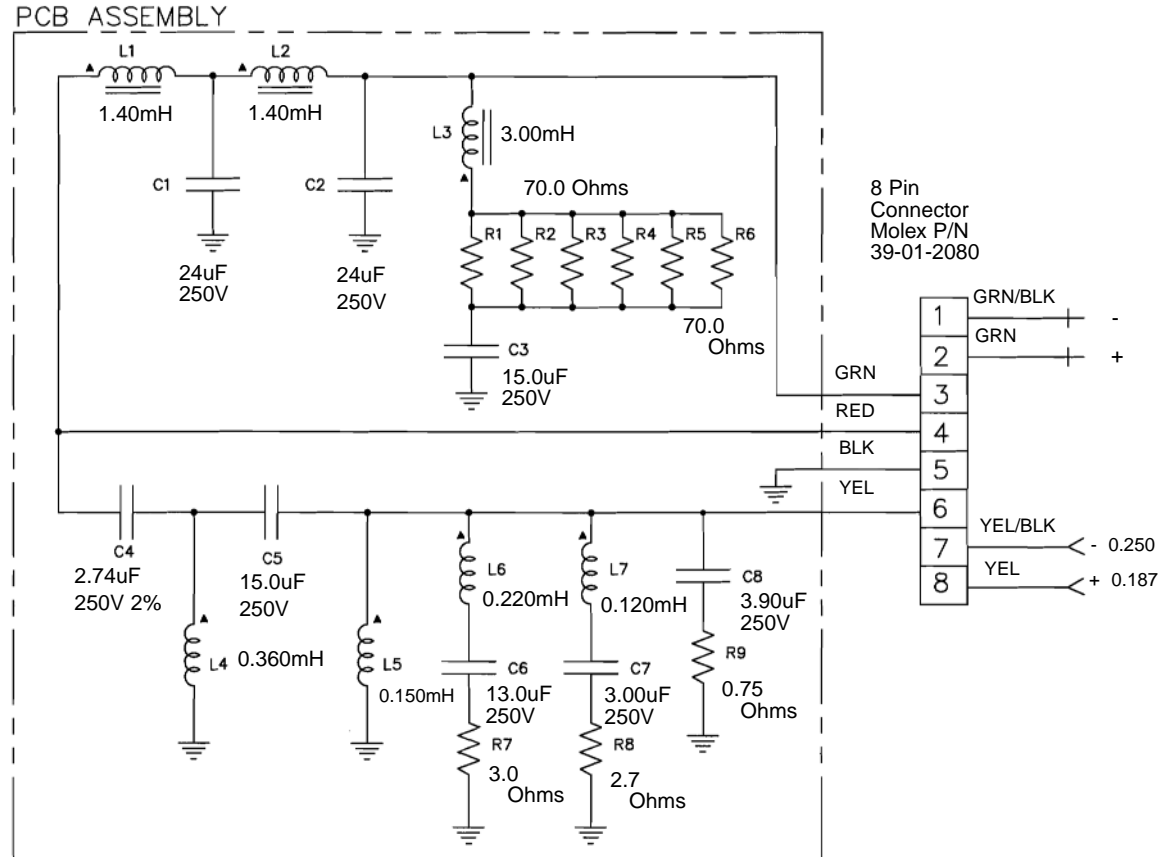 PCB ASSEMBLY
L1
L2
1.40mH
1.40mH
L3
3.00mH
C1
C2
24uF
250V
24uF
250V
70.0 Ohms
R1
R2
R3
R4
R5
R6
70.0
Ohms
C3
15.0uF
250V
8 Pin
Connector
Molex P/N
39-01-2080
GRN/BLK
1
-
GRN
2
+
GRN
3
RED
4
BLK
5
YEL
6
YEL/BLK
7
- 0.250
YEL
8
+ 0.187
C4
2.74uF
250V 2%
C5
15.0uF
250V
L4
0.360mH
L5
0.150mH
L6
0.220mH
C6
13.0uF
250V
R7
3.0
Ohms
L7
0.120mH
C7
3.00uF
250V
R8
2.7
Ohms
C8
3.90uF
250V
R9
0.75
Ohms